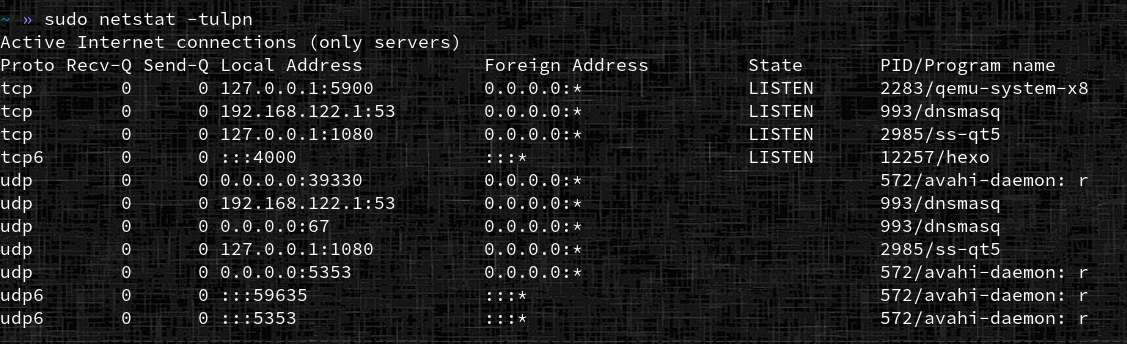 ~ » sudo netstat -tulpn
Active Internet connections (only servers)
Proto Recv-Q Send-Q Local Address           Foreign Address         State       PID/Program name
tcp        0      0 127.0.0.1:5900          0.0.0.0:*               LISTEN      2283/qemu-system-x8
tcp        0      0 192.168.122.1:53        0.0.0.0:*               LISTEN      993/dnsmasq
tcp        0      0 127.0.0.1:1080          0.0.0.0:*               LISTEN      2985/ss-qt5
tcp6       0      0 :::4000                 :::*                    LISTEN      12257/hexo
udp        0      0 0.0.0.0:39330           0.0.0.0:*                           572/avahi-daemon: r
udp        0      0 192.168.122.1:53        0.0.0.0:*                           993/dnsmasq
udp        0      0 0.0.0.0:67              0.0.0.0:*                           993/dnsmasq
udp        0      0 127.0.0.1:1080          0.0.0.0:*                           2985/ss-qt5
udp        0      0 0.0.0.0:5353            0.0.0.0:*                           572/avahi-daemon: r
udp6       0      0 :::59635                :::*                                572/avahi-daemon: r
udp6       0      0 :::5353                 :::*                                572/avahi-daemon: r